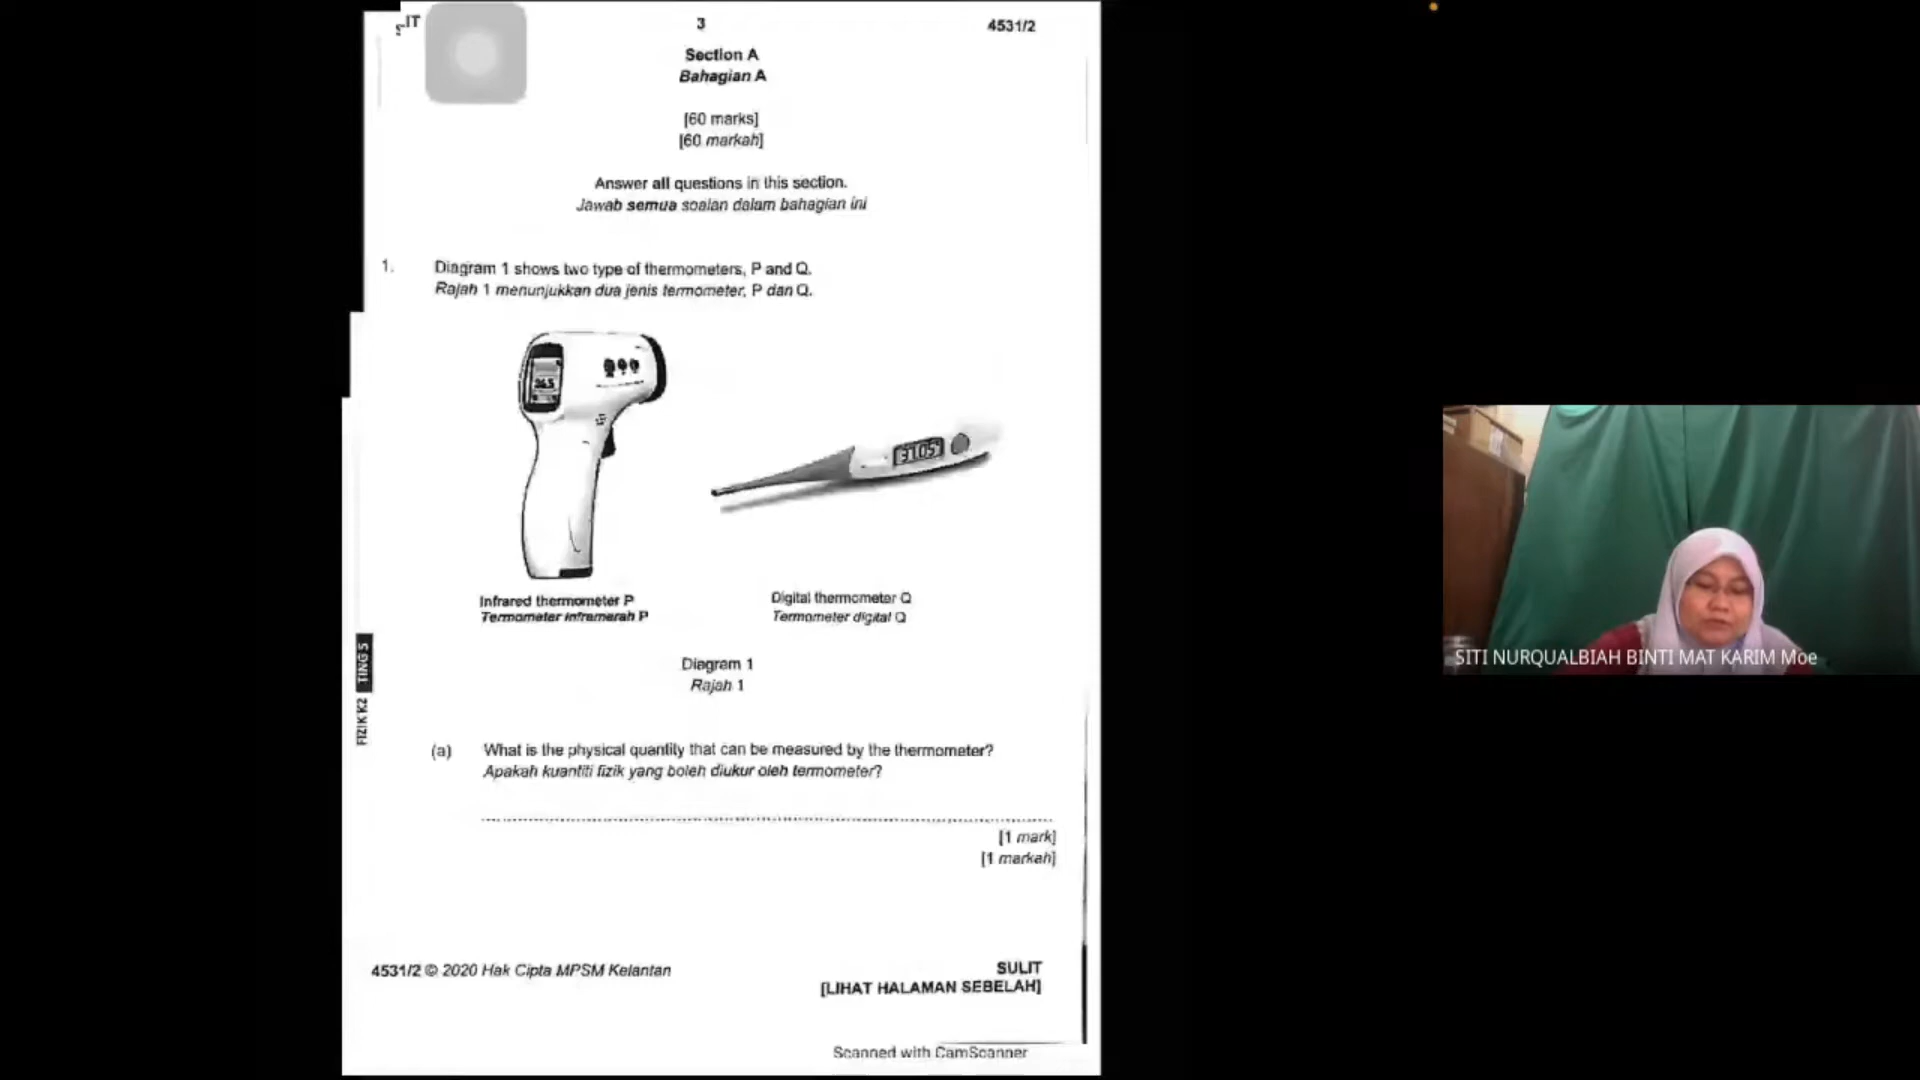 3
4531/2
Section A
Bahagian A
[60 marks]
[60 markah]
Answer all questions in this section.
Jawab semua soalan dalam bahagian ini
1.
Diagram 1 shows two type of thermometers, P and Q.
Rajah 1 menunjukkan dua jenis termometer, P dan Q.
36.5
37.05
Infrared thermometer P
Termometer inframerah P
Digital thermometer Q
Termometer digital Q
Diagram 1
Rajah 1
FIZIK K2 TING 5
(a) What is the physical quantity that can be measured by the thermometer?
Apakah kuantiti fizik yang boleh diukur oleh termometer?
[1 mark]
[1 markah]
4531/2 © 2020 Hak Cipta MPSM Kelantan
SULIT
[LIHAT HALAMAN SEBELAH]
Scanned with CamScanner
SITI NURQUALBIAH BINTI MAT KARIM Moe